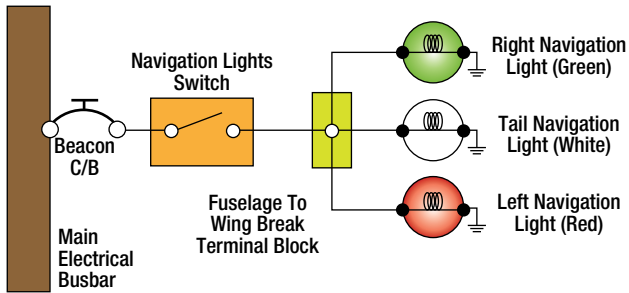 Navigation Lights
Switch
Right Navigation
Light (Green)
Beacon
C/B
Tail Navigation
Light (White)
Fuselage To
Wing Break
Terminal Block
Left Navigation
Light (Red)
Main
Electrical
Busbar